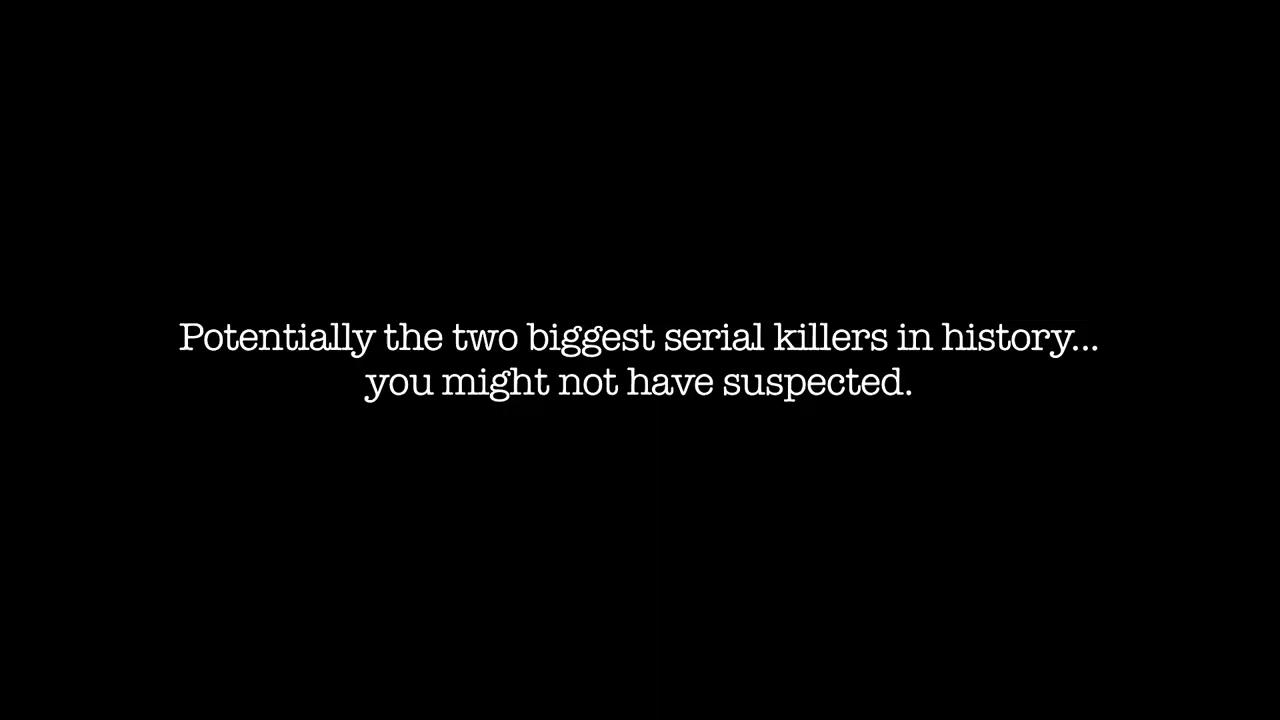 Potentially the two biggest serial killers in history...
you might not have suspected.